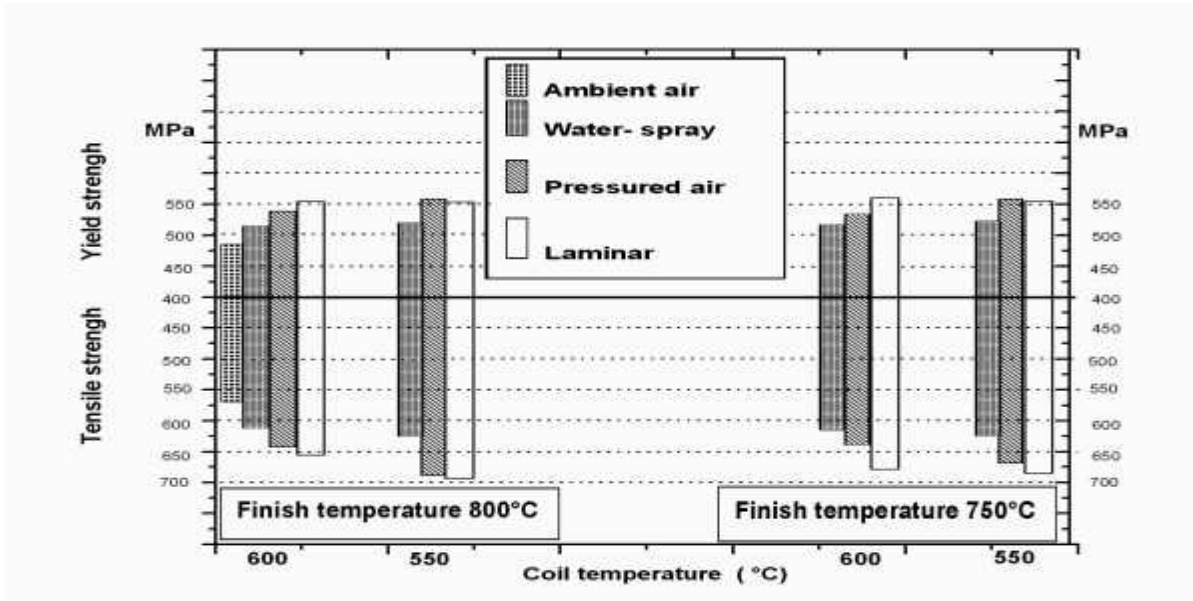 Ambient air
Water- spray
Pressured air
Laminar
MPa
MPa
Yield strengh
Tensile strengh
550
500
450
400
450
500
550
600
650
700
550
500
450
400
450
500
550
600
650
700
Finish temperature 800°C
Finish temperature 750°C
600
550
600
550
Coil temperature ( °C)